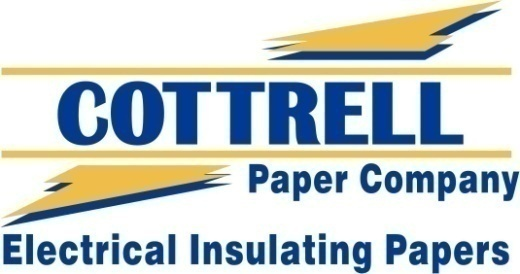 COTTRELL
Paper Company
Electrical Insulating Papers